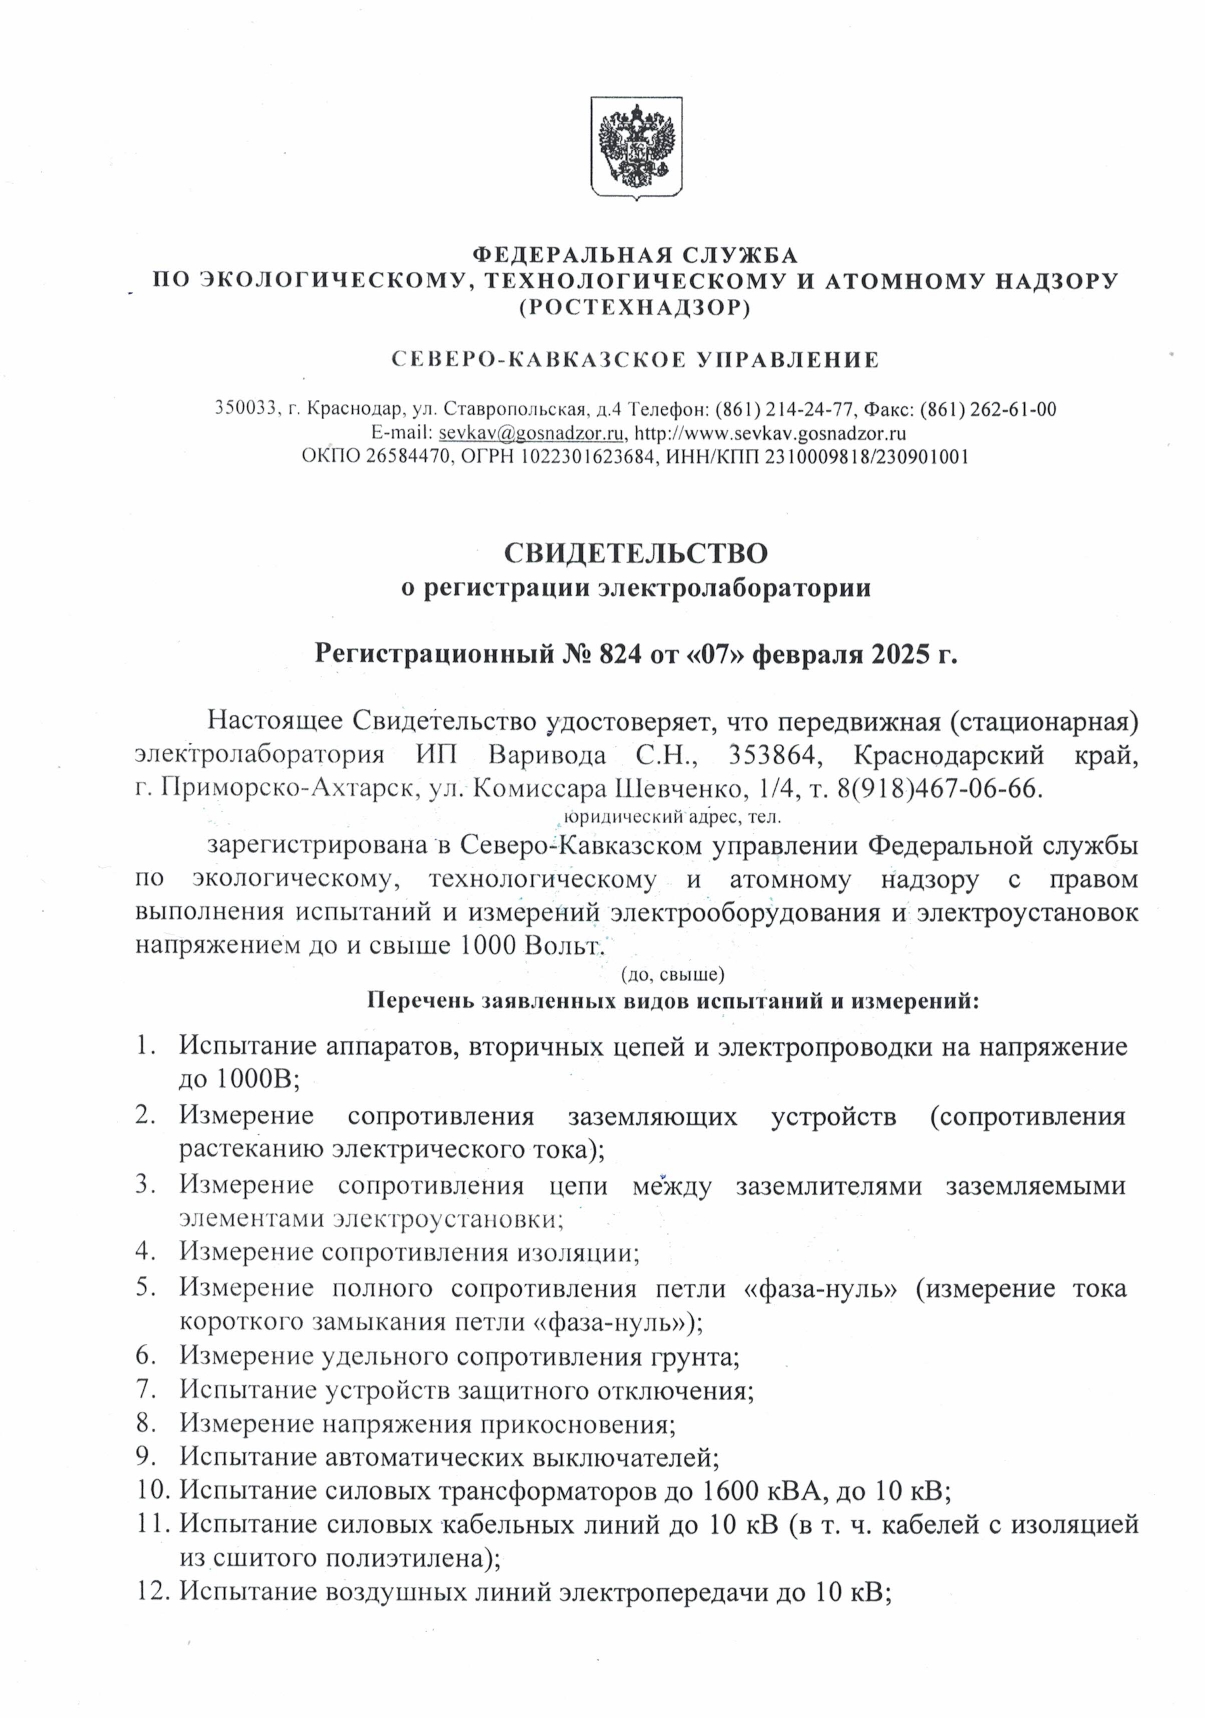 ФЕДЕРАЛЬНАЯ СЛУЖБА
ПО ЭКОЛОГИЧЕСКОМУ, ТЕХНОЛОГИЧЕСКОМУ И АТОМНОМУ НАДЗОРУ
(РОСТЕХНАДЗОР)
СЕВЕРО-КАВКАЗСКОЕ УПРАВЛЕНИЕ
350033, г. Краснодар, ул. Ставропольская, д.4 Телефон: (861) 214-24-77, Факс: (861) 262-61-00
E-mail: sevkav@gosnadzor.ru, http://www.sevkav.gosnadzor.ru
ОКПО 26584470, ОГРН 1022301623684, ИНН/КПП 2310009818/230901001
СВИДЕТЕЛЬСТВО
о регистрации электролаборатории
Регистрационный № 824 от «07» февраля 2025 г.
Настоящее Свидетельство удостоверяет, что передвижная (стационарная)
электролаборатория ИП Варивода С.Н., 353864, Краснодарский край,
г. Приморско-Ахтарск, ул. Комиссара Шевченко, 1/4, т. 8(918)467-06-66.
юридический адрес, тел.
зарегистрирована в Северо-Кавказском управлении Федеральной службы
по экологическому, технологическому и атомному надзору с правом
выполнения испытаний и измерений электрооборудования и электроустановок
напряжением до и свыше 1000 Вольт.
(до, свыше)
Перечень заявленных видов испытаний и измерений:
1. Испытание аппаратов, вторичных цепей и электропроводки на напряжение
до 1000В;
2. Измерение сопротивления заземляющих устройств (сопротивления
растеканию электрического тока);
3. Измерение сопротивления цепи между заземлителями заземляемыми
элементами электроустановки;
4. Измерение сопротивления изоляции;
5. Измерение полного сопротивления петли «фаза-нуль» (измерение тока
короткого замыкания петли «фаза-нуль»);
6. Измерение удельного сопротивления грунта;
7. Испытание устройств защитного отключения;
8. Измерение напряжения прикосновения;
9. Испытание автоматических выключателей;
10. Испытание силовых трансформаторов до 1600 кВА, до 10 кВ;
11. Испытание силовых кабельных линий до 10 кВ (в т. ч. кабелей с изоляцией
из сшитого полиэтилена);
12. Испытание воздушных линий электропередачи до 10 кВ;